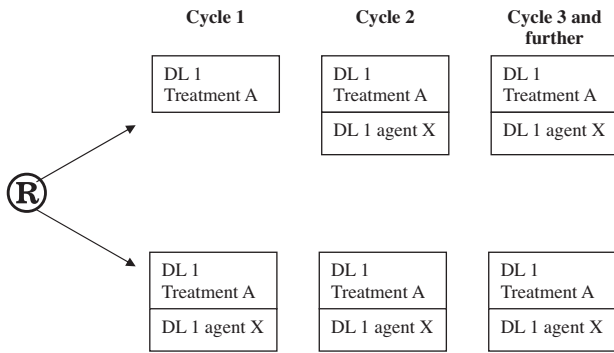 Cycle 1
Cycle 2
Cycle 3 and
further
DL 1
Treatment A
DL 1
Treatment A
DL 1 agent X
DL 1
Treatment A
DL 1 agent X
R
DL 1
Treatment A
DL 1 agent X
DL 1
Treatment A
DL 1 agent X
DL 1
Treatment A
DL 1 agent X